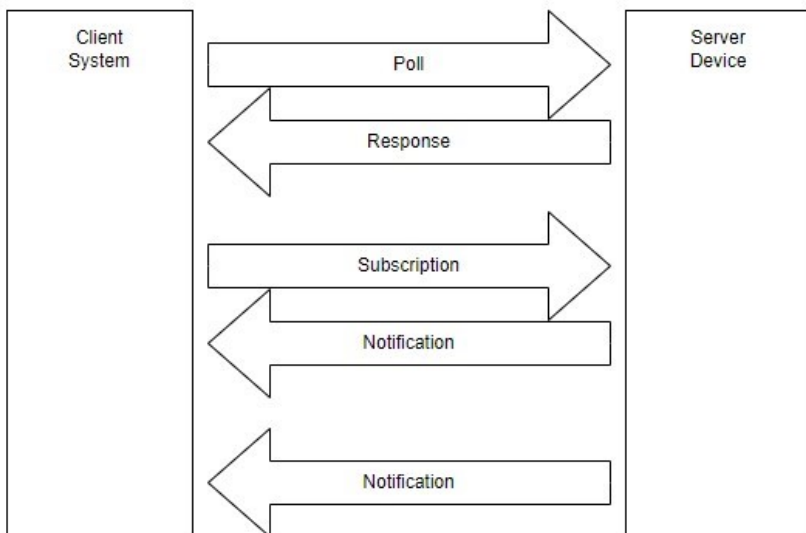 Client
System
Server
Device
Poll
Response
Subscription
Notification
Notification